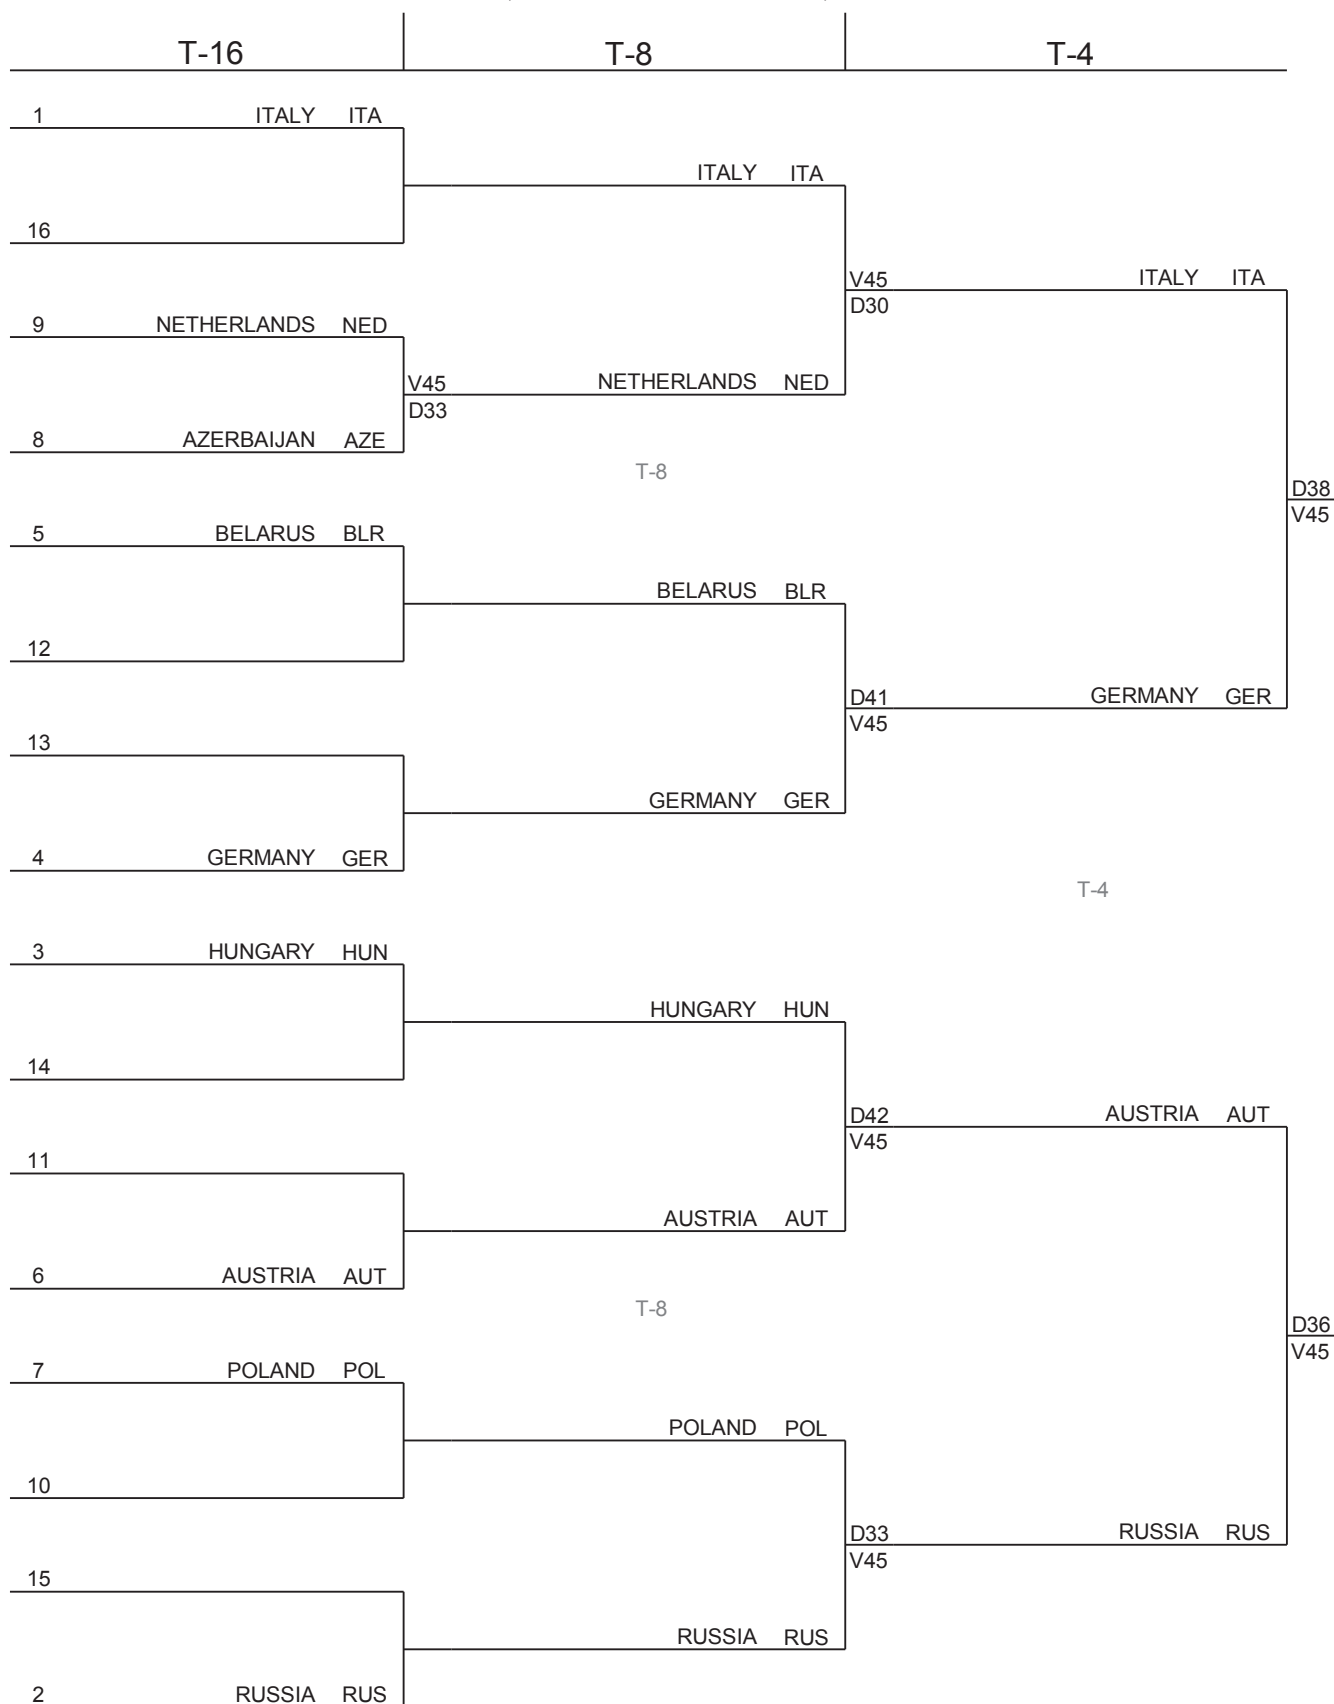 T-16 T-8 T-4
1 ITALY ITA
ITALY ITA
16
V45 ITALY ITA
D30
9 NETHERLANDS NED
V45 NETHERLANDS NED
D33
8 AZERBAIJAN AZE
T-8
D38
V45
5 BELARUS BLR
BELARUS BLR
12
D41 GERMANY GER
V45
13
GERMANY GER
4 GERMANY GER
T-4
3 HUNGARY HUN
HUNGARY HUN
14
D42 AUSTRIA AUT
V45
11
AUSTRIA AUT
6 AUSTRIA AUT
T-8
D36
V45
7 POLAND POL
POLAND POL
10
D33 RUSSIA RUS
V45
15
RUSSIA RUS
2 RUSSIA RUS